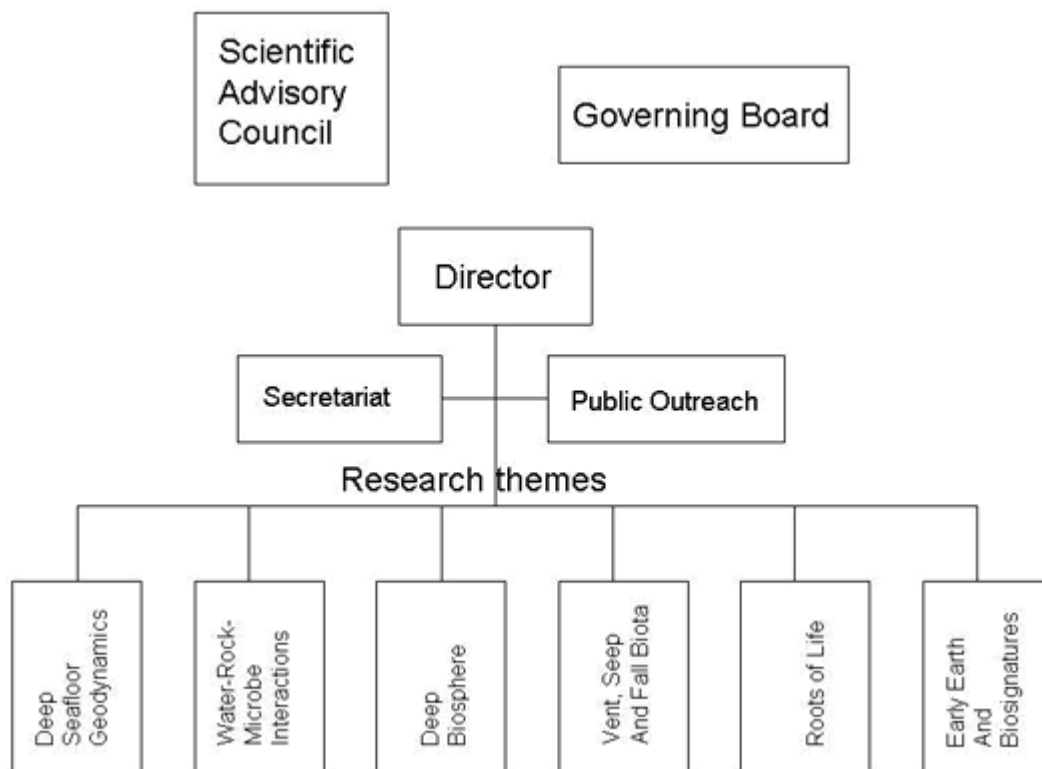 Scientific
Advisory
Council
Governing Board
Director
Secretariat
Public Outreach
Research themes
Deep
Seafloor
Geodynamics
Water-Rock-
Microbe
Interactions
Deep
Biosphere
Vent, Seep
And Fall Biota
Roots of Life
Early Earth
And
Biosignatures